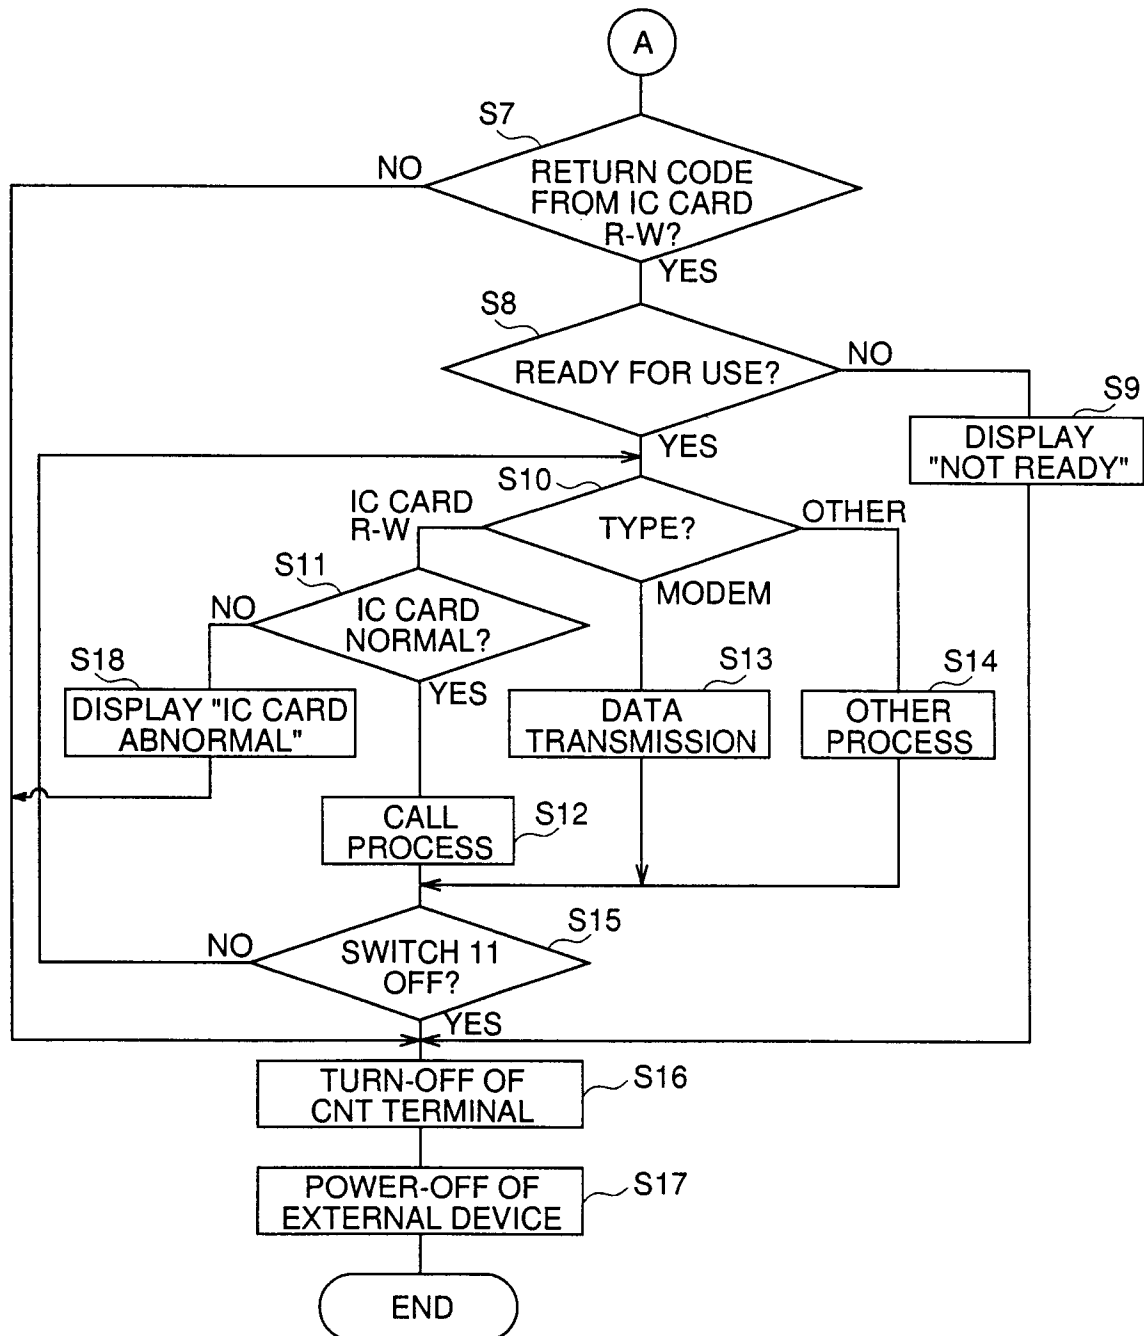 A
S7
NO
RETURN CODE
FROM IC CARD
R-W?
YES
S8
READY FOR USE?
NO
S9
DISPLAY
"NOT READY"
YES
S10
IC CARD
R-W
TYPE?
OTHER
MODEM
S11
NO
IC CARD
NORMAL?
YES
S18
DISPLAY "IC CARD
ABNORMAL"
S13
DATA
TRANSMISSION
S14
OTHER
PROCESS
CALL
PROCESS
S12
S15
NO
SWITCH 11
OFF?
YES
TURN-OFF OF
CNT TERMINAL
S16
POWER-OFF OF
EXTERNAL DEVICE
S17
END